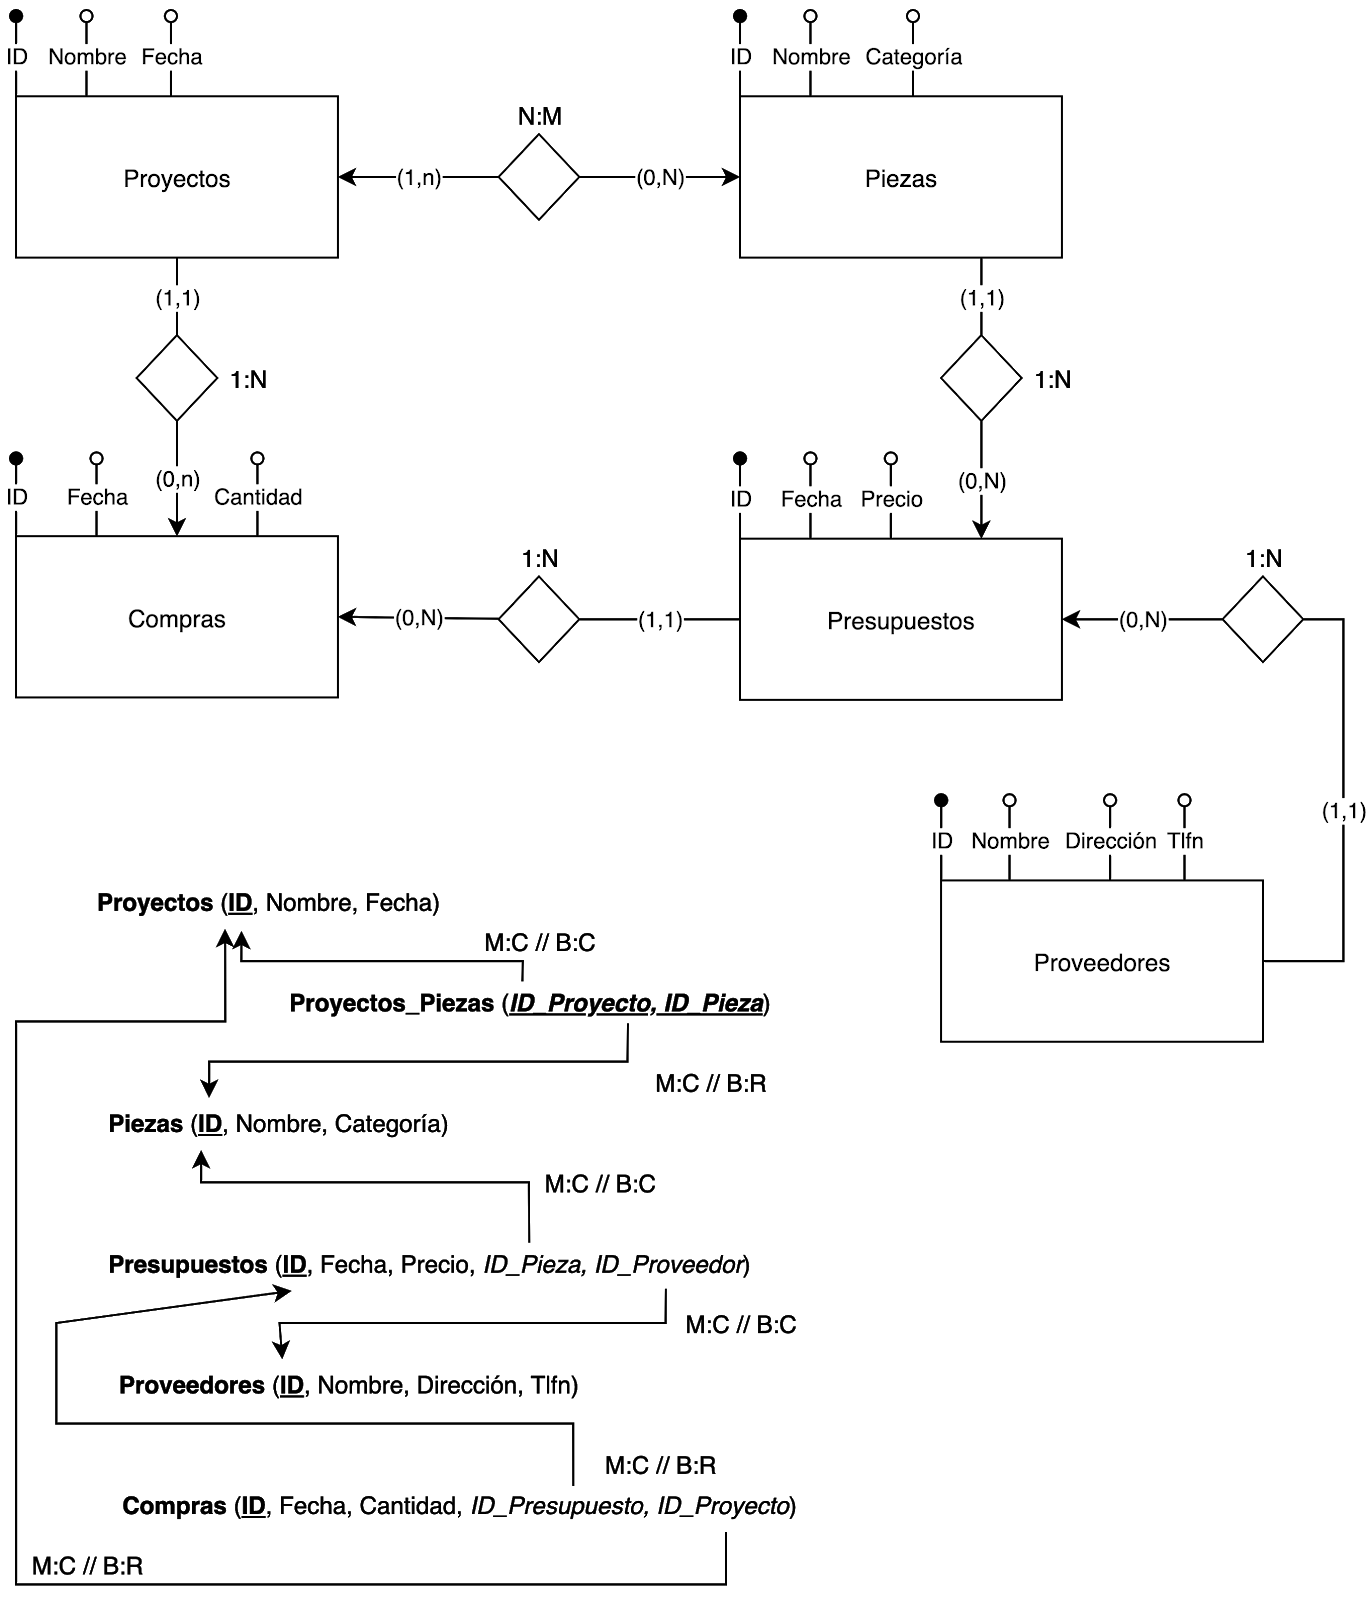 ID Nombre Fecha
ID Nombre Categoría
N:M
Proyectos
(1,n)
(0,N)
Piezas
(1,1)
(1,1)
1:N
1:N
(0,n)
(0,N)
ID Fecha Cantidad
ID Fecha Precio
1:N
1:N
Compras
(0,N)
(1,1)
Presupuestos
(0,N)
(1,1)
ID Nombre Dirección Tlfn
Proveedores
Proyectos (ID, Nombre, Fecha)
M:C // B:C
Proyectos_Piezas (ID_Proyecto, ID_Pieza)
M:C // B:R
Piezas (ID, Nombre, Categoría)
M:C // B:C
Presupuestos (ID, Fecha, Precio, ID_Pieza, ID_Proveedor)
M:C // B:C
Proveedores (ID, Nombre, Dirección, Tlfn)
M:C // B:R
Compras (ID, Fecha, Cantidad, ID_Presupuesto, ID_Proyecto)
M:C // B:R